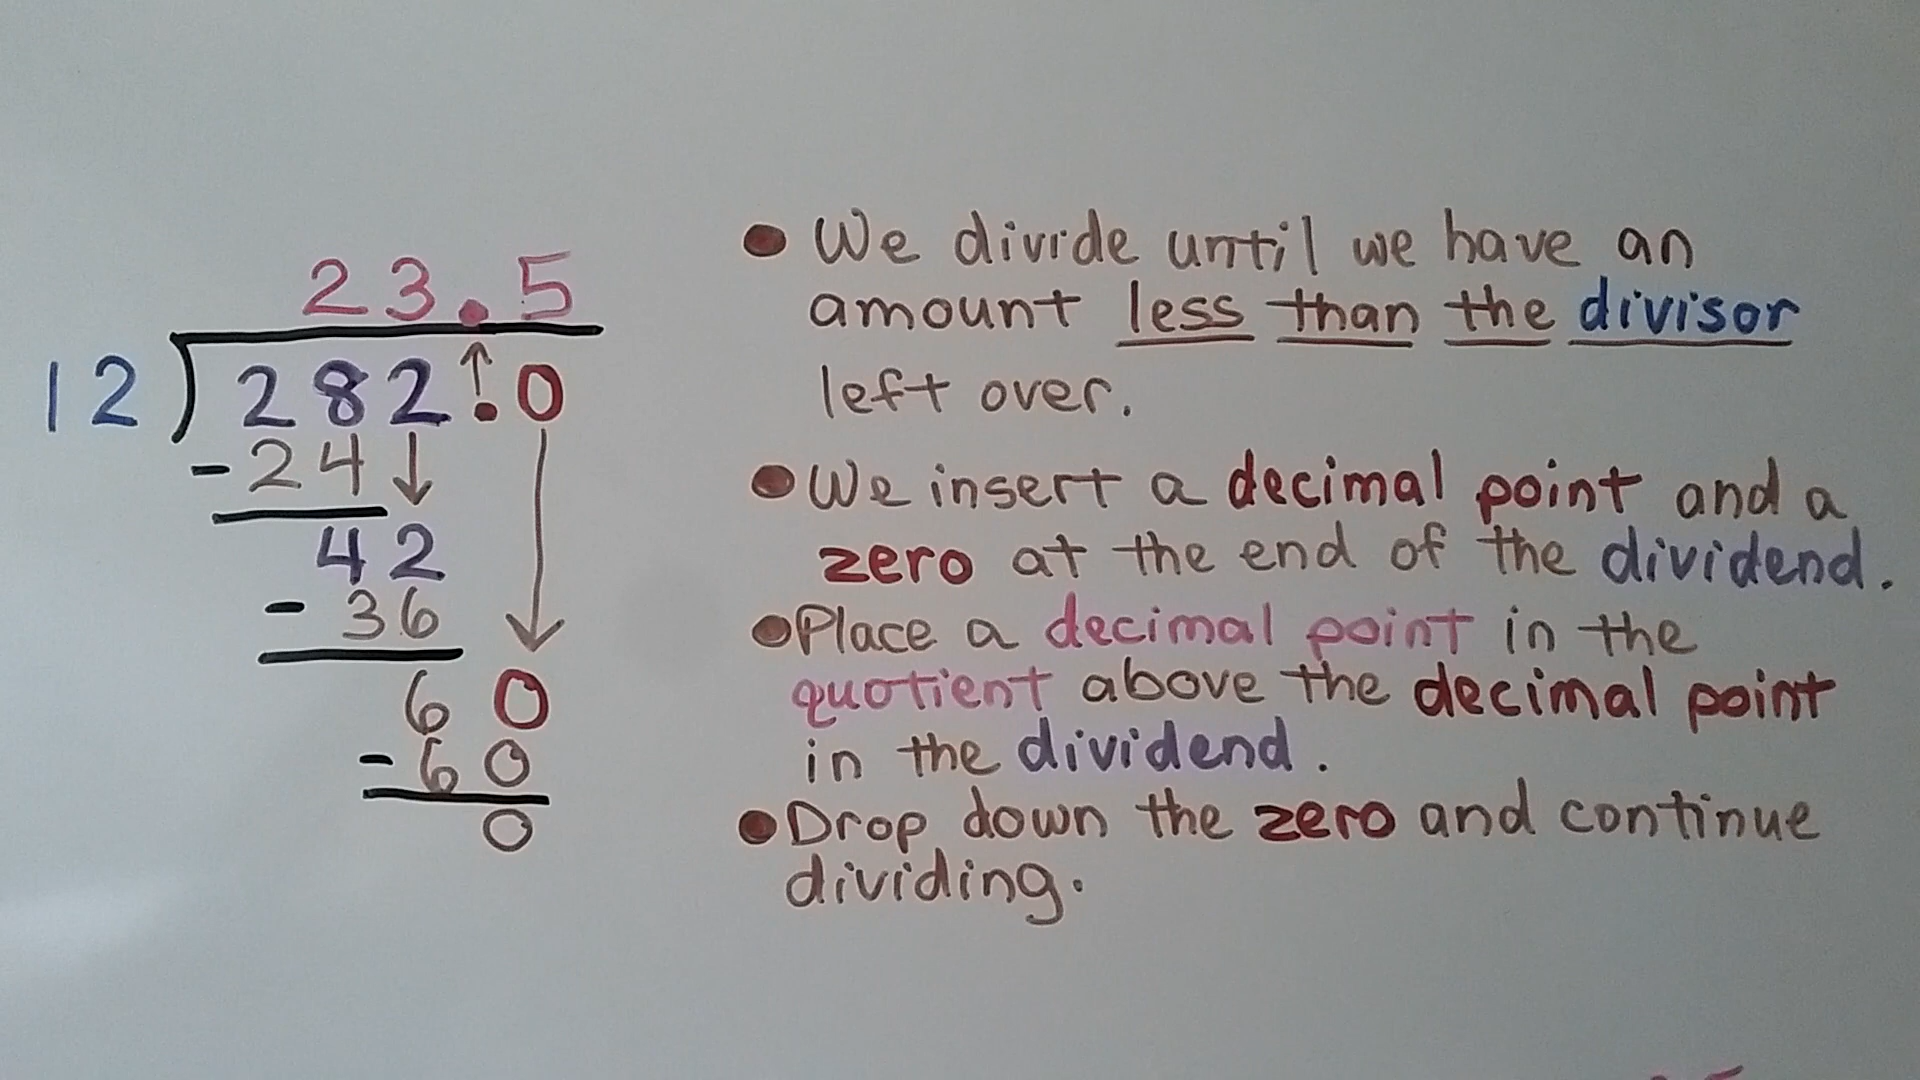 23.5
12)282.0
-24
42
-36
60
-60
0
• We divide until we have an
amount less than the divisor
left over.
• We insert a decimal point and a
zero at the end of the dividend.
• Place a decimal point in the
quotient above the decimal point
in the dividend.
• Drop down the zero and continue
dividing.